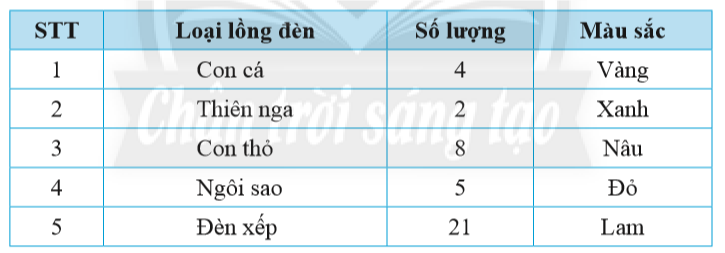 STT Loại lồng đèn Số lượng Màu sắc
1 Con cá 4 Vàng
2 Thiên nga 2 Xanh
3 Con thỏ 8 Nâu
4 Ngôi sao 5 Đỏ
5 Đèn xếp 21 Lam
Chân trời sáng tạo